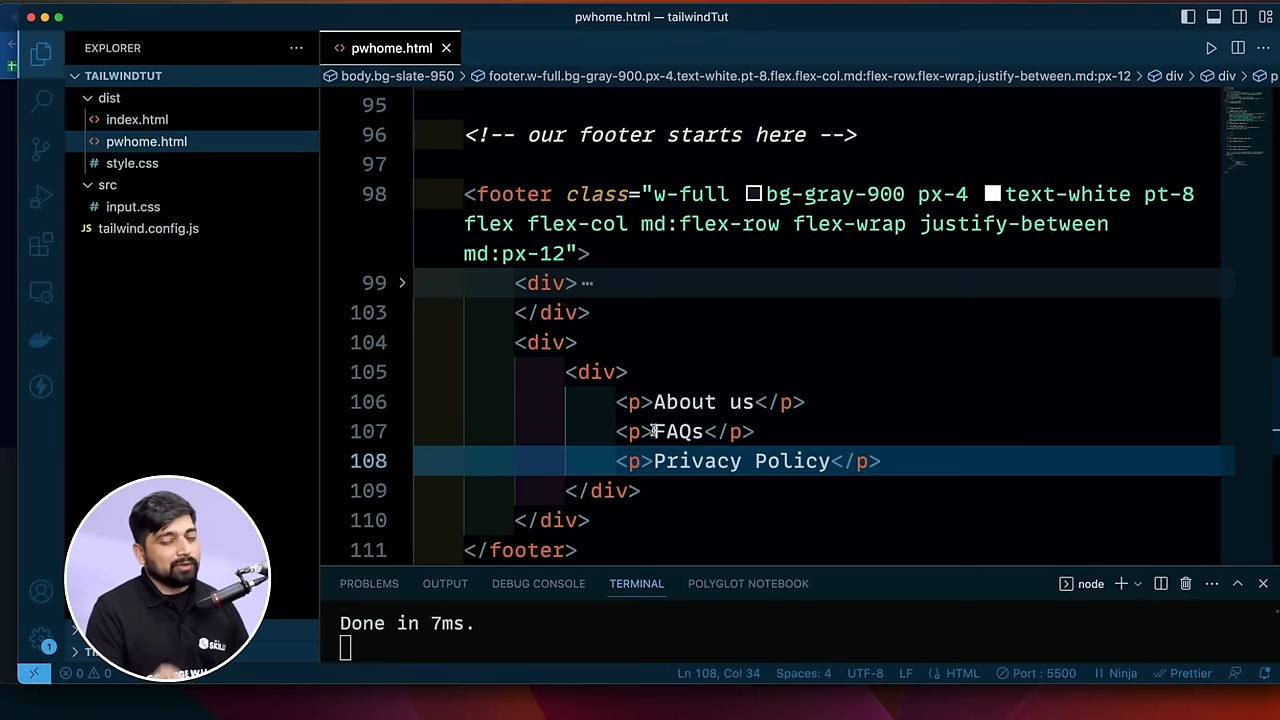 pwhome.html — tailwindTut
EXPLORER
pwhome.html
TAILWINDTUT
dist
index.html
pwhome.html
style.css
src
input.css
tailwind.config.js
body.bg-slate-950 > footer.w-full.bg-gray-900.px-4.text-white.pt-8.flex.flex-col.md:flex-row.flex-wrap.justify-between.md:px-12 > div > div > p
95
96 <!-- our footer starts here -->
97
98 <footer class="w-full bg-gray-900 px-4 text-white pt-8
flex flex-col md:flex-row flex-wrap justify-between
md:px-12">
99 <div>
103 </div>
104 <div>
105 <div>
106 <p>About us</p>
107 <p>FAQs</p>
108 <p>Privacy Policy</p>
109 </div>
110 </div>
111 </footer>
PROBLEMS OUTPUT DEBUG CONSOLE TERMINAL POLYGLOT NOTEBOOK
node
Done in 7ms.
SKILL
1
0 0
Ln 108, Col 34 Spaces: 4 UTF-8 LF HTML Port : 5500 Ninja Prettier